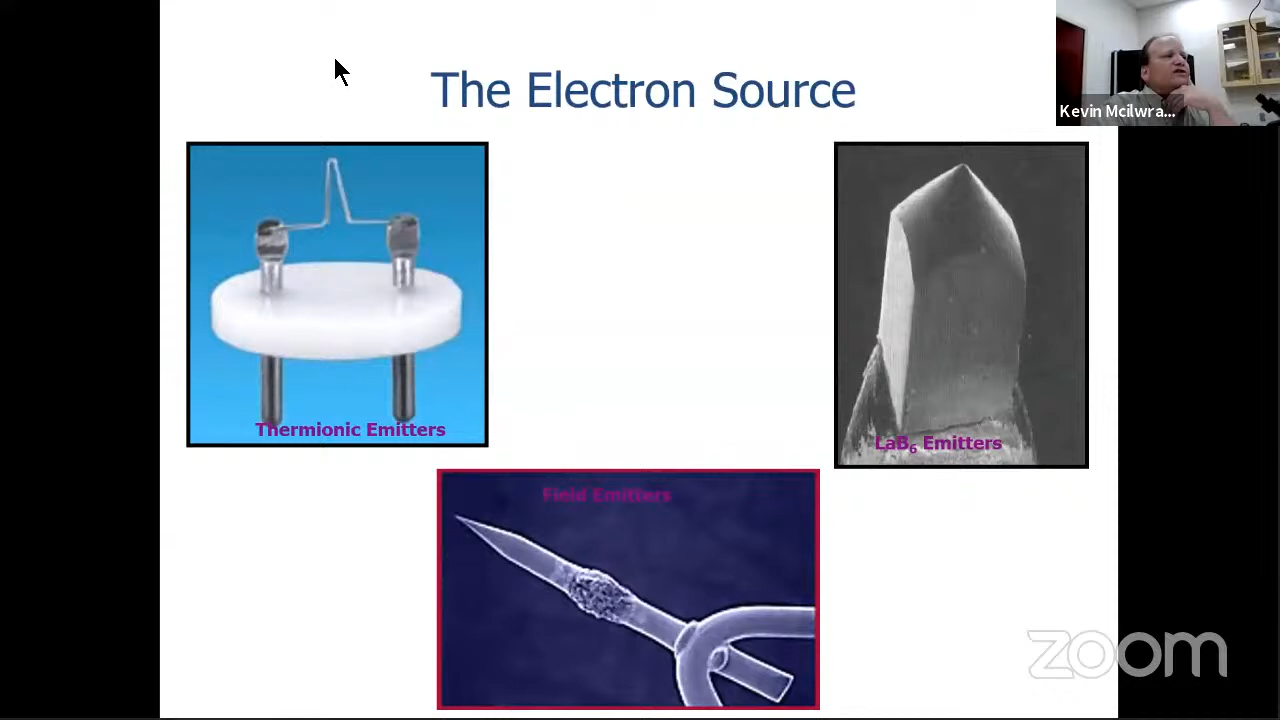 The Electron Source
Kevin Mcilwra...
Thermionic Emitters
LaB₆ Emitters
Field Emitters
zoom